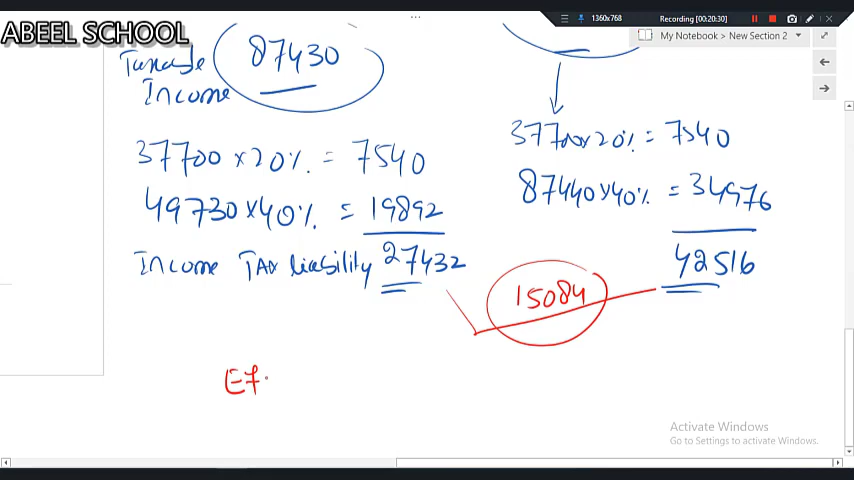 ABEEL SCHOOL
1360x768
Recording [00:20:30]
My Notebook > New Section 2
87430
Income
37700 x 20% = 7540
49730 x 40% = 19892
Income TAX liability 27432
37700 x 20% = 7540
87440 x 40% = 34976
42516
15084
Ef
Activate Windows
Go to Settings to activate Windows.